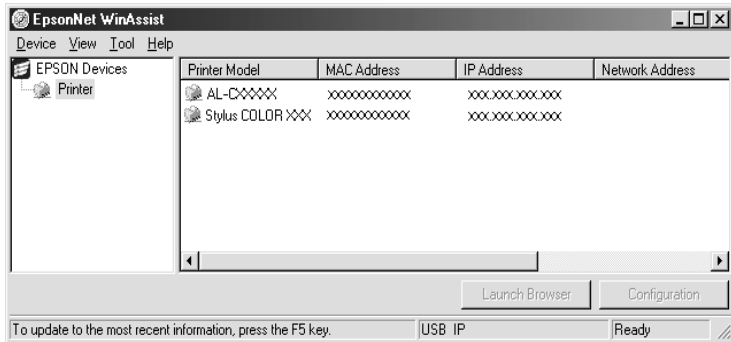 EpsonNet WinAssist
Device View Tool Help
EPSON Devices
Printer
Printer Model MAC Address IP Address Network Address
AL-CXXXXX XXXXXXXXXXXX XXX.XXX.XXX.XXX
Stylus COLOR XXX XXXXXXXXXXXX XXX.XXX.XXX.XXX
Launch Browser Configuration
To update to the most recent information, press the F5 key. USB IP Ready